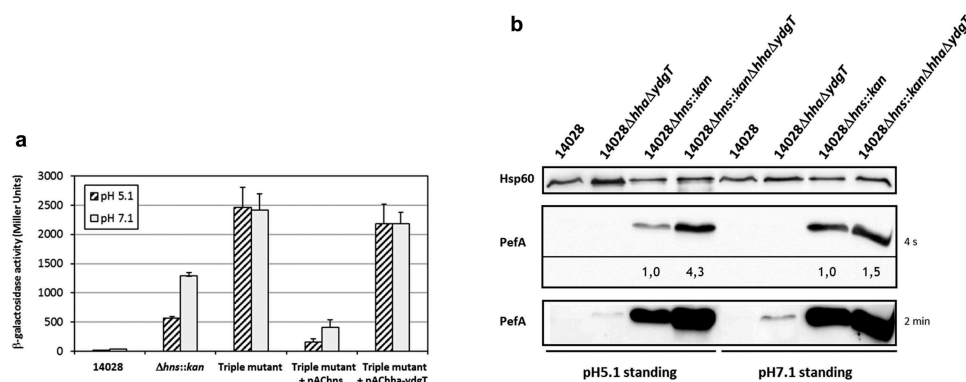 a
β-galactosidase activity (Miller Units)
3000
2500
2000
1500
1000
500
0
pH 5.1
pH 7.1
14028
Δhns::kan
Triple mutant
Triple mutant
+ pAChns
Triple mutant
+ pAChha-ydgT
b
14028
14028ΔhhaΔydgT
14028Δhns::kan
14028Δhns::kanΔhhaΔydgT
14028
14028ΔhhaΔydgT
14028Δhns::kan
14028Δhns::kanΔhhaΔydgT
Hsp60
PefA
4 s
1,0 4,3 1,0 1,5
PefA
2 min
pH5.1 standing pH7.1 standing